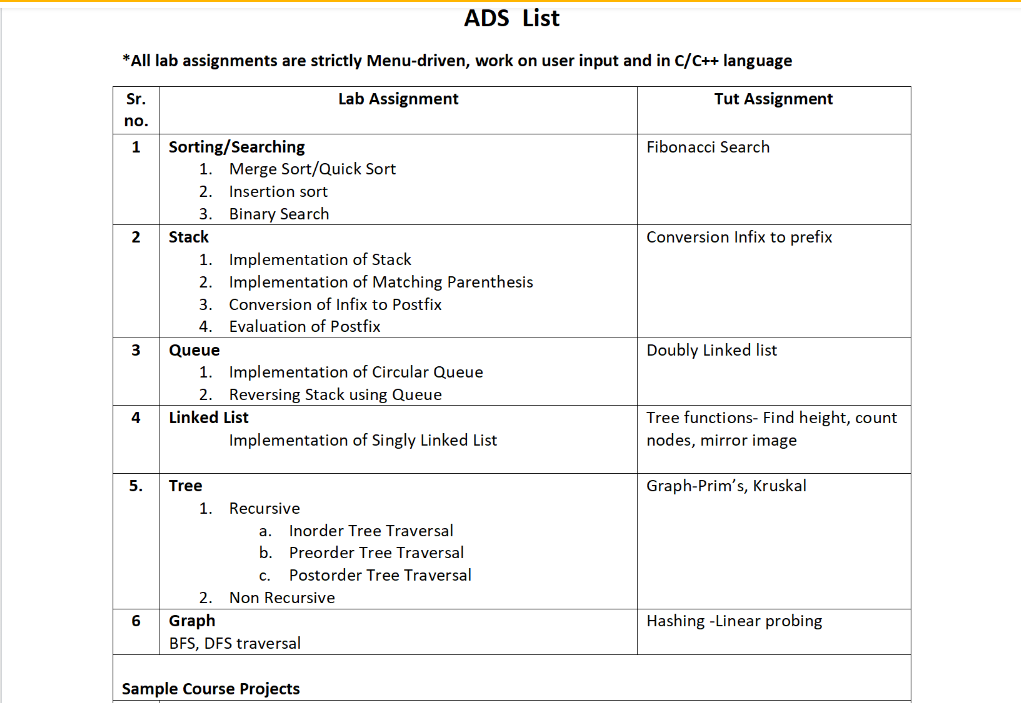 ADS List
*All lab assignments are strictly Menu-driven, work on user input and in C/C++ language
Sr. no.
Lab Assignment
Tut Assignment
1
Sorting/Searching
1. Merge Sort/Quick Sort
2. Insertion sort
3. Binary Search
Fibonacci Search
2
Stack
1. Implementation of Stack
2. Implementation of Matching Parenthesis
3. Conversion of Infix to Postfix
4. Evaluation of Postfix
Conversion Infix to prefix
3
Queue
1. Implementation of Circular Queue
2. Reversing Stack using Queue
Doubly Linked list
4
Linked List
Implementation of Singly Linked List
Tree functions- Find height, count
nodes, mirror image
5.
Tree
1. Recursive
a. Inorder Tree Traversal
b. Preorder Tree Traversal
c. Postorder Tree Traversal
2. Non Recursive
Graph-Prim’s, Kruskal
6
Graph
BFS, DFS traversal
Hashing -Linear probing
Sample Course Projects